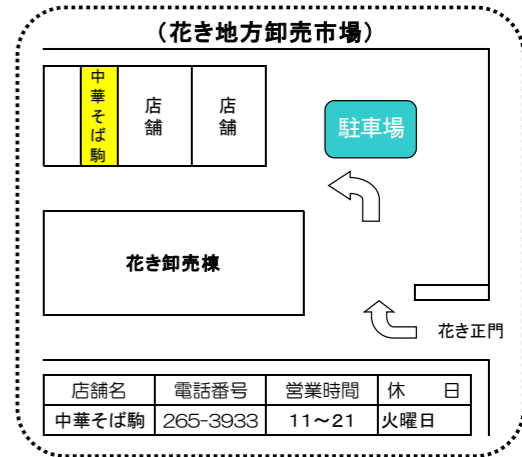 （花き地方卸売市場）
中華そば駒
店舗
店舗
駐車場
花き卸売棟
花き正門
店舗名 電話番号 営業時間 休 日
中華そば駒 265-3933 11～21 火曜日